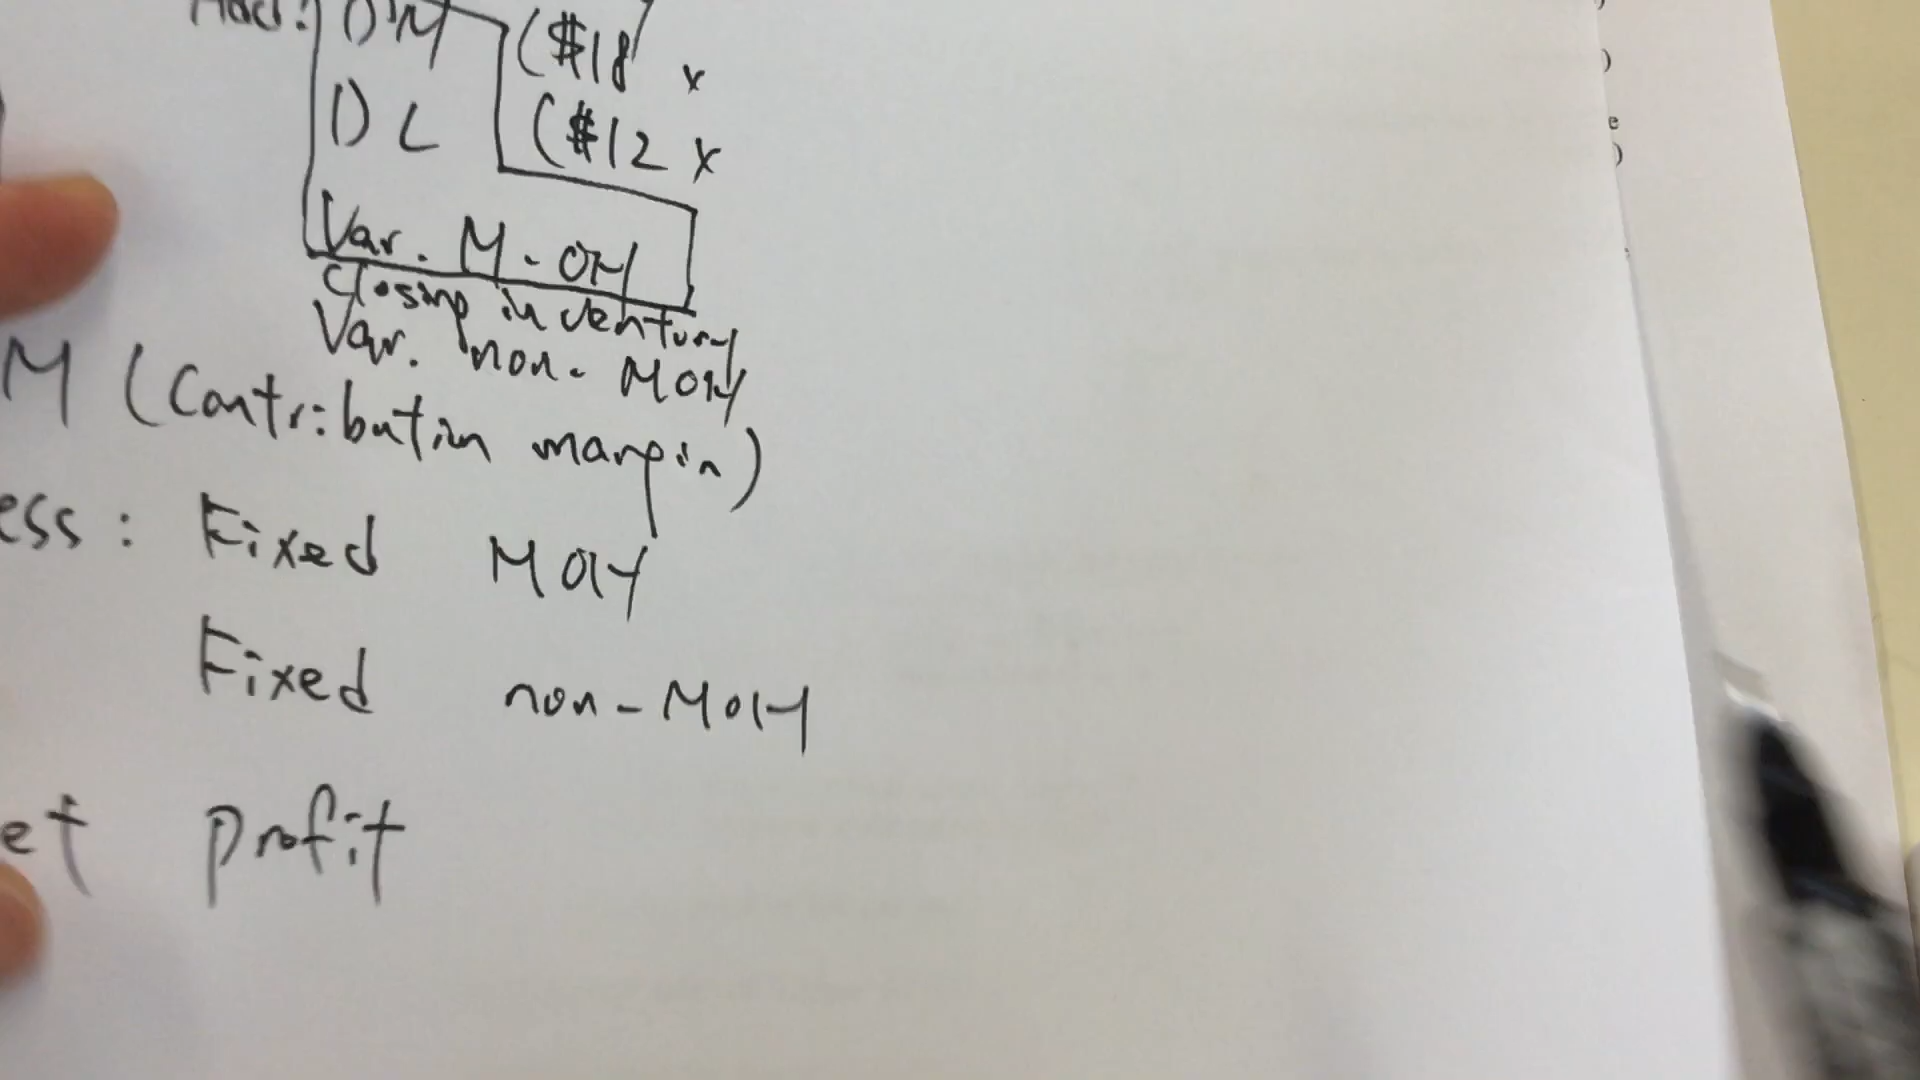 Add: DM ($18 x
DL ($12 x
Var. M-OH
Closing inventory
Var. non-MOH
M (Contribution margin)
ess: Fixed MOH
Fixed non-MOH
et profit
)
e
)